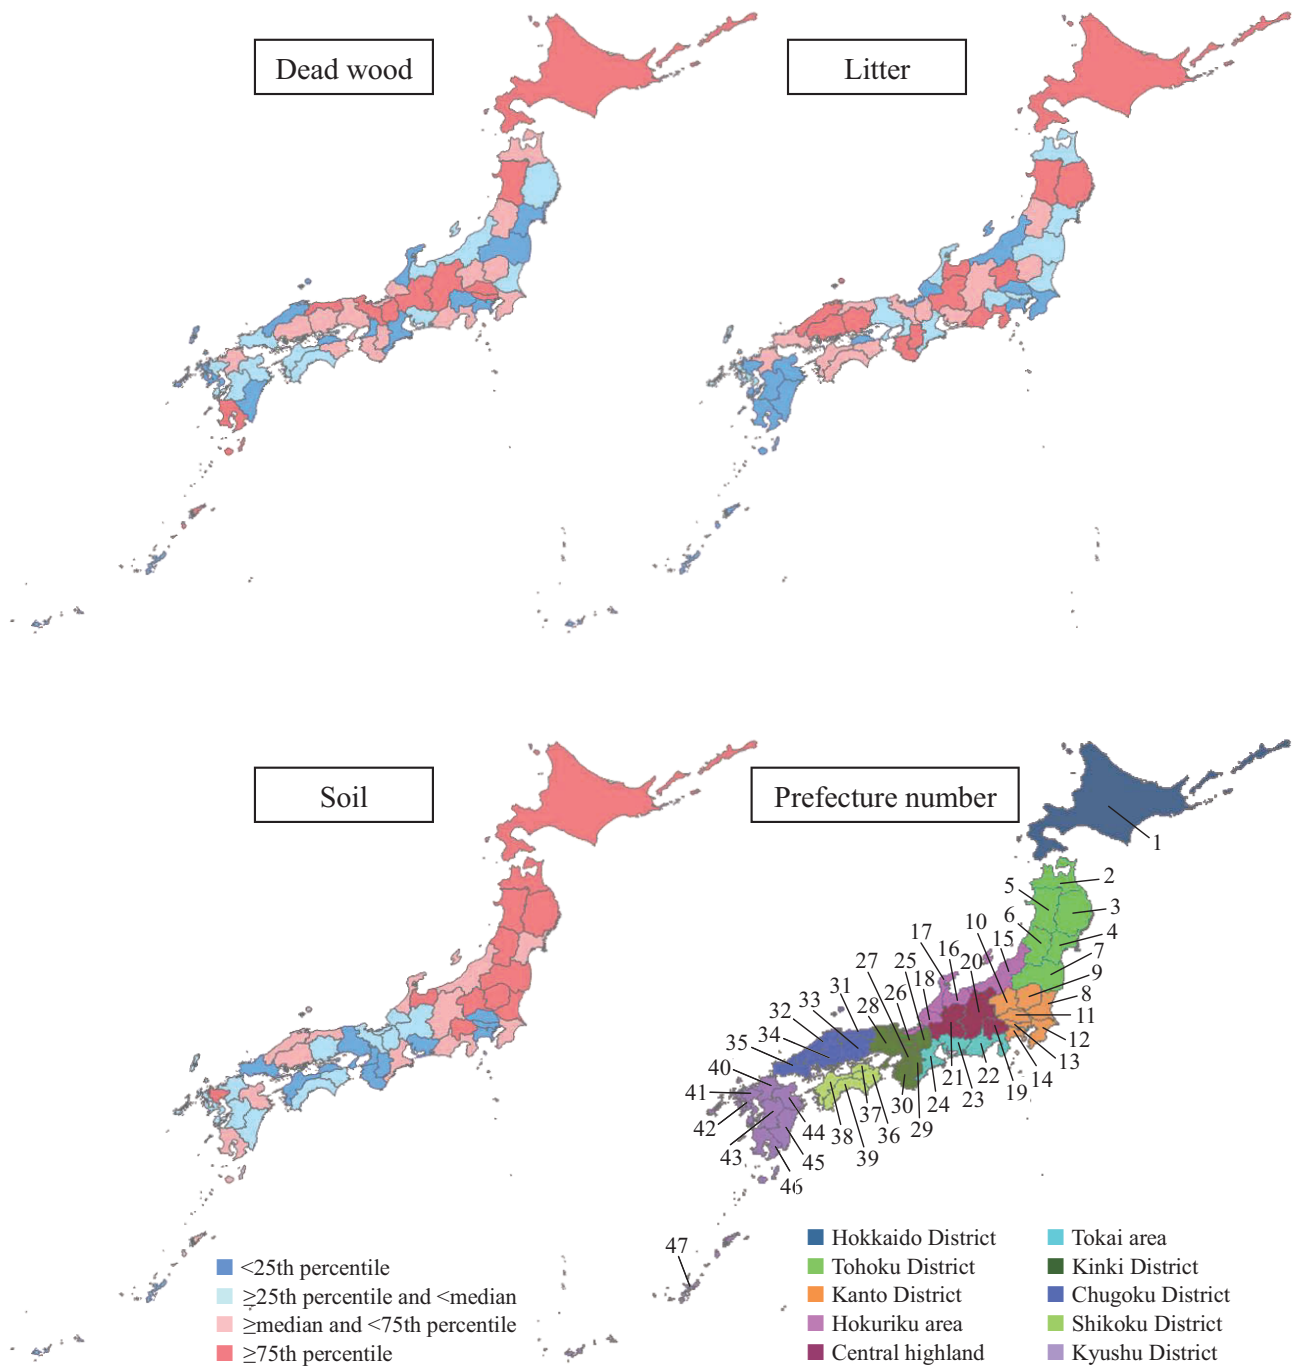 Dead wood
Litter
Soil
Prefecture number
1
2
3
4
5
6
7
8
9
10
11
12
13
14
15
16
17
18
19
20
21
22
23
24
25
26
27
28
29
30
31
32
33
34
35
36
37
38
39
40
41
42
43
44
45
46
47
<25th percentile
≥25th percentile and <median
≥median and <75th percentile
≥75th percentile
Hokkaido District
Tohoku District
Kanto District
Hokuriku area
Central highland
Tokai area
Kinki District
Chugoku District
Shikoku District
Kyushu District